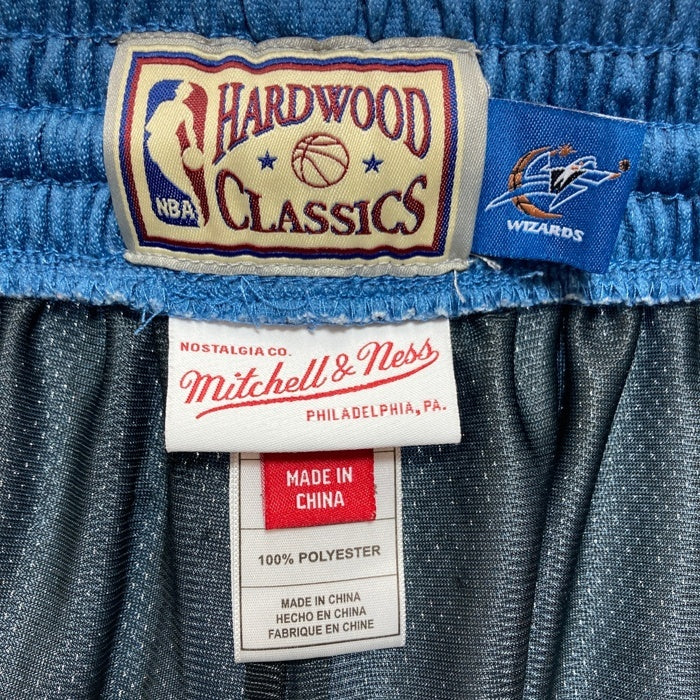 HARDWOOD
CLASSICS
NBA
WIZARDS
NOSTALGIA CO.
Mitchell & Ness
PHILADELPHIA, PA.
MADE IN
CHINA
100% POLYESTER
MADE IN CHINA
HECHO EN CHINA
FABRIQUE EN CHINE